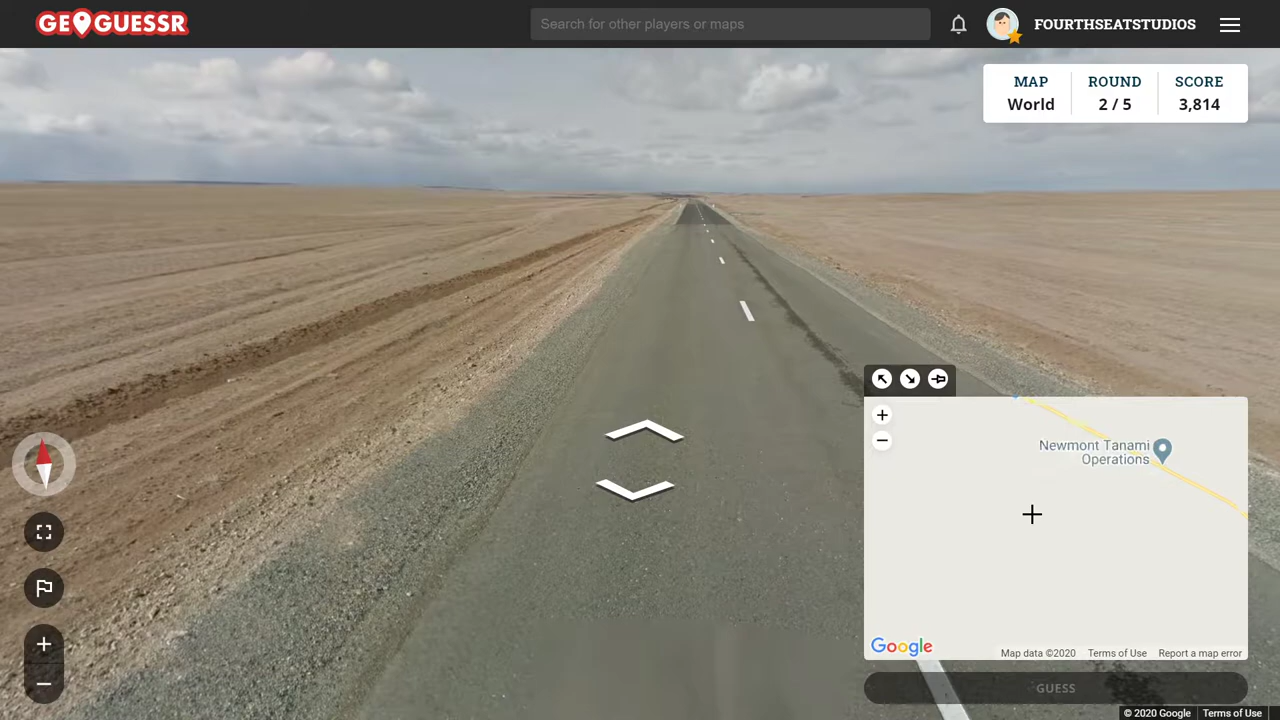 GEOGUESSR
Search for other players or maps
FOURTHSEATSTUDIOS
MAP ROUND SCORE
World 2 / 5 3,814
Newmont Tanami
Operations
Google
Map data ©2020 Terms of Use Report a map error
GUESS
© 2020 Google Terms of Use